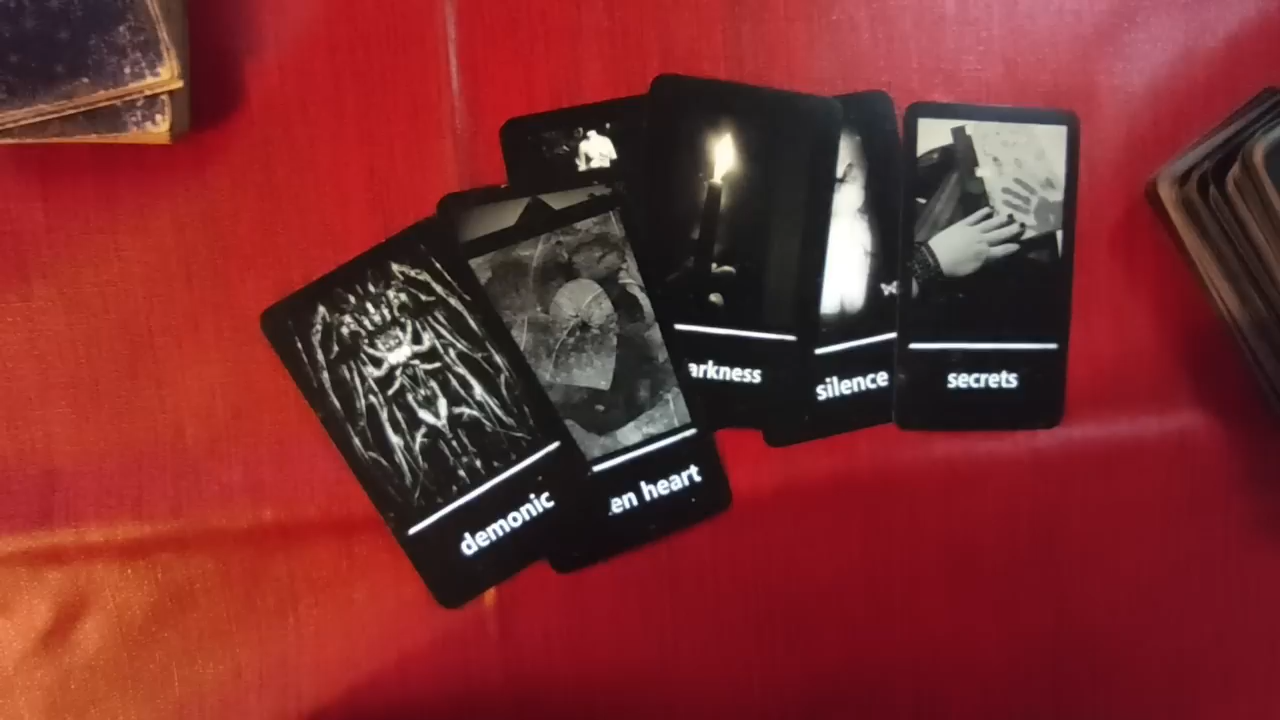 demonic
en heart
arkness
silence
secrets